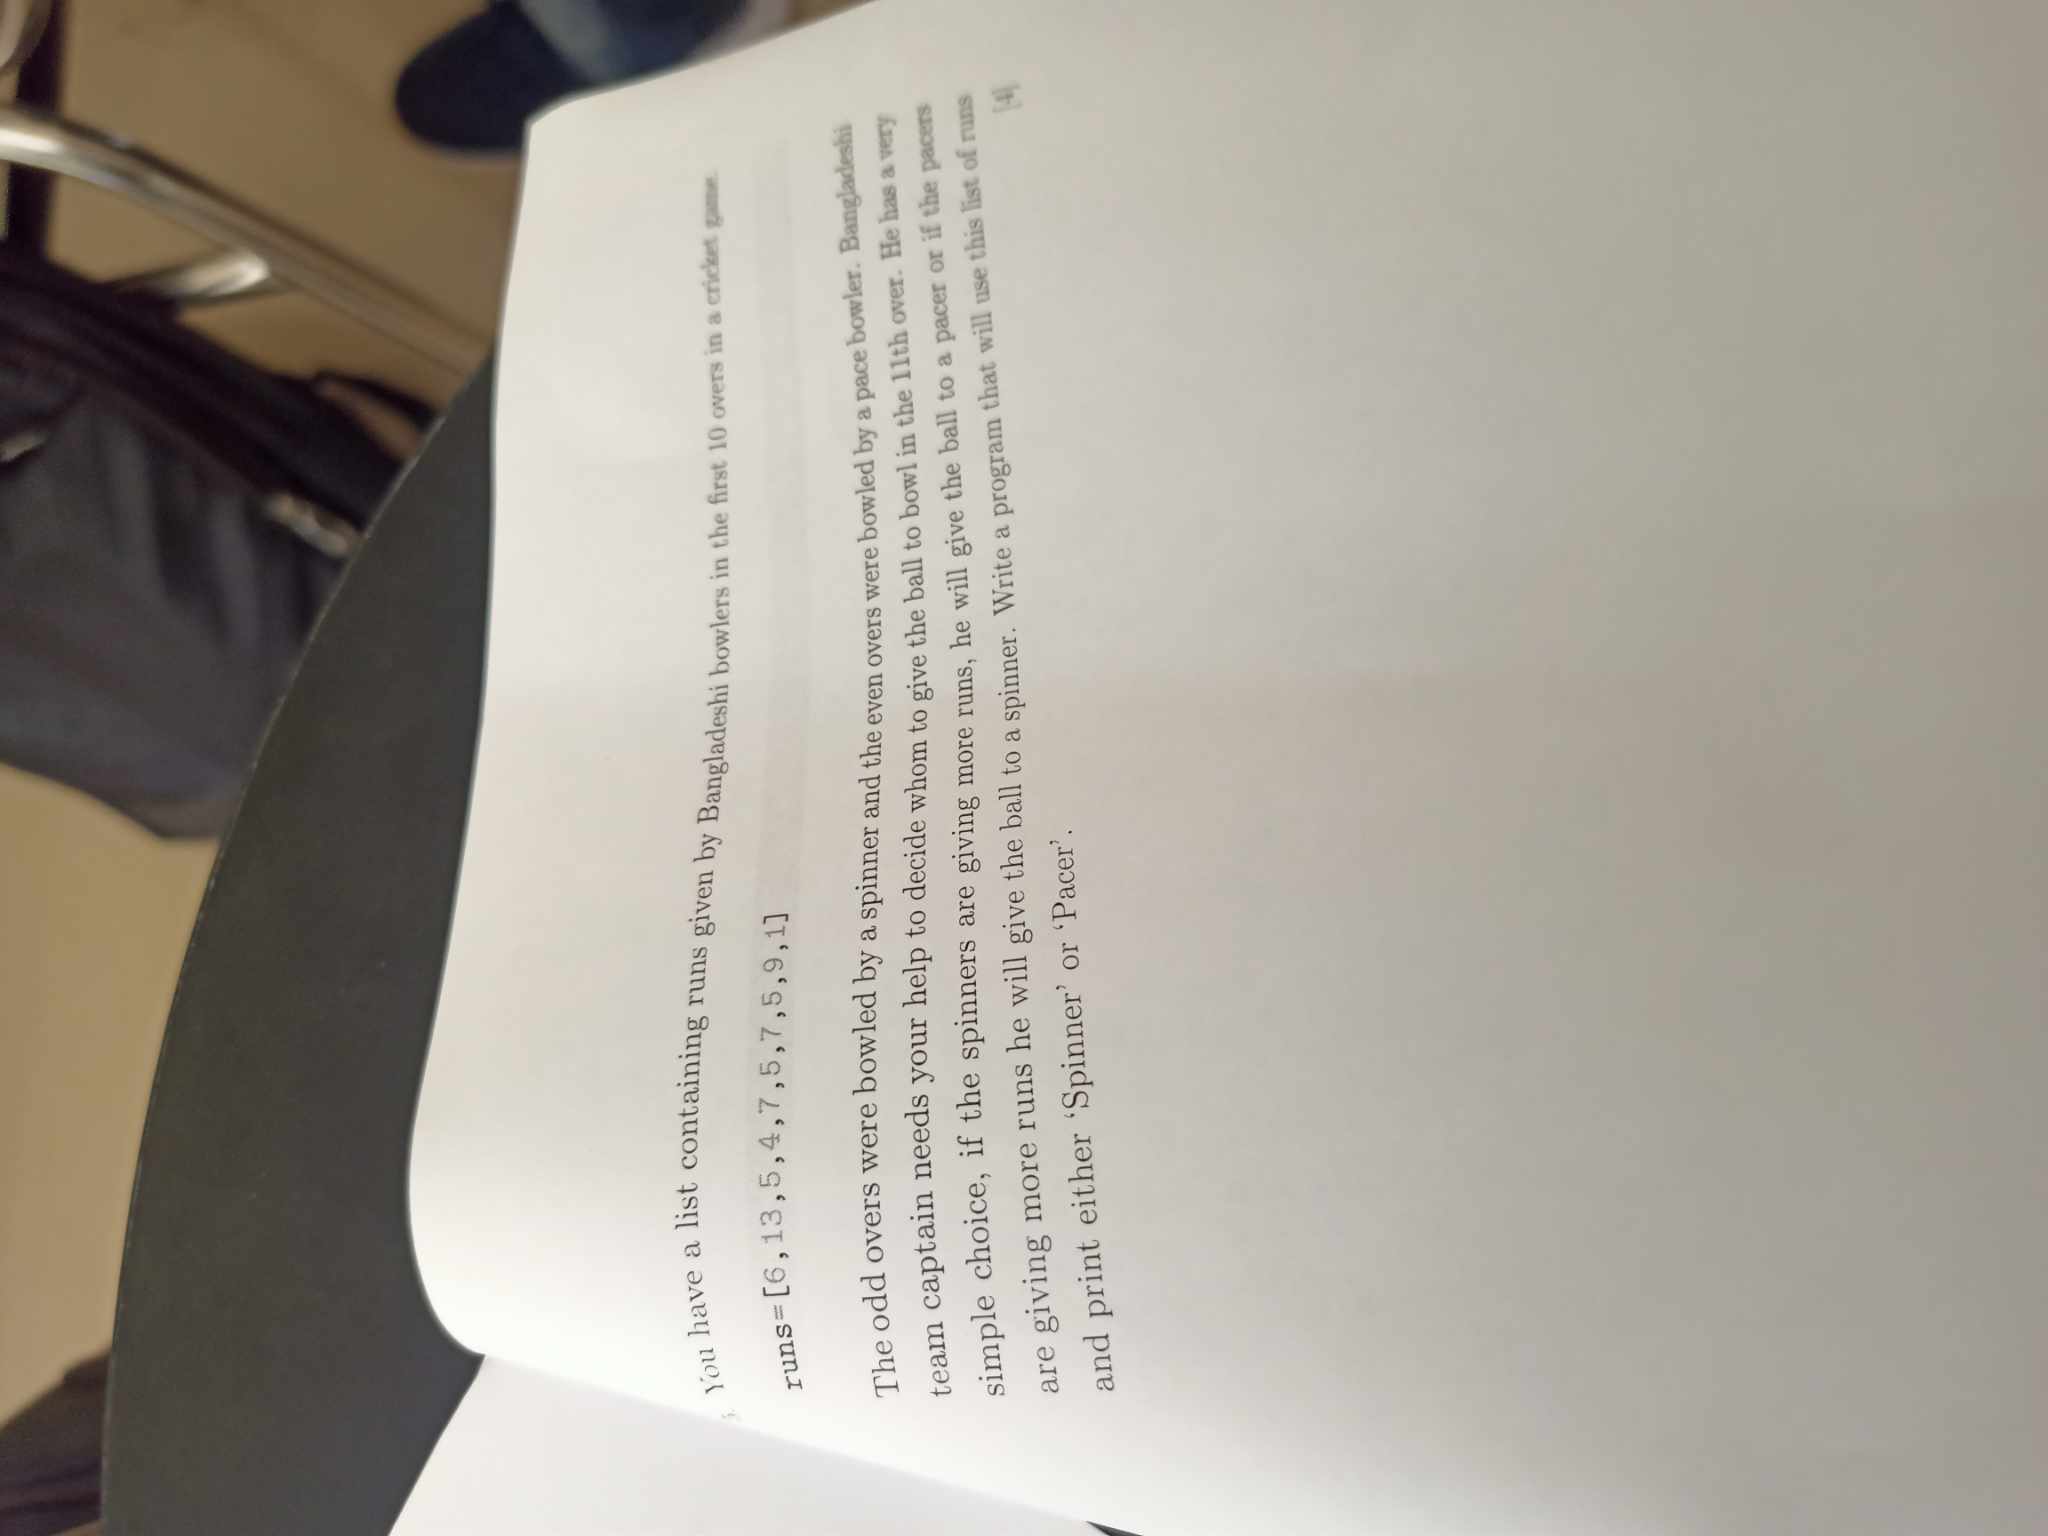 5. You have a list containing runs given by Bangladeshi bowlers in the first 10 overs in a cricket game.
runs=[6,13,5,4,7,5,7,5,9,1]
The odd overs were bowled by a spinner and the even overs were bowled by a pace bowler. Bangladeshi
team captain needs your help to decide whom to give the ball to bowl in the 11th over. He has a very
simple choice, if the spinners are giving more runs, he will give the ball to a pacer or if the pacers
are giving more runs he will give the ball to a spinner. Write a program that will use this list of runs
and print either ‘Spinner’ or ‘Pacer’.
[4]